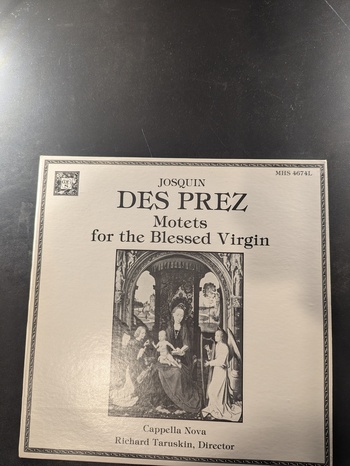 MHS 4674L
JOSQUIN
DES PREZ
Motets
for the Blessed Virgin
Cappella Nova
Richard Taruskin, Director